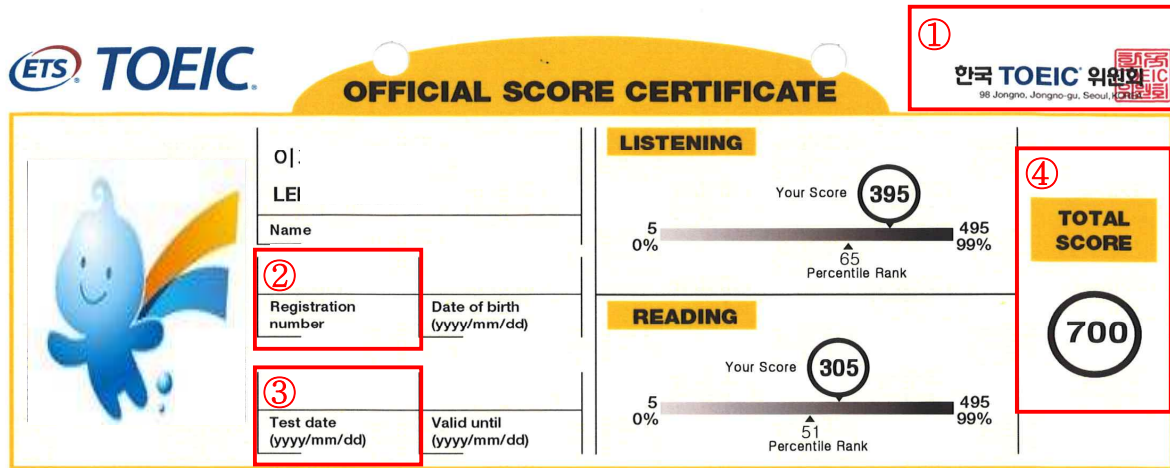 ETS® TOEIC®
OFFICIAL SCORE CERTIFICATE
①
한국 TOEIC® 위원회
98 Jongno, Jongno-gu, Seoul, KOREA
이
LEE
Name
②
Registration number
Date of birth
(yyyy/mm/dd)
③
Test date
(yyyy/mm/dd)
Valid until
(yyyy/mm/dd)
LISTENING
Your Score 395
5 495
0% 99%
65
Percentile Rank
READING
Your Score 305
5 495
0% 99%
51
Percentile Rank
④
TOTAL
SCORE
700